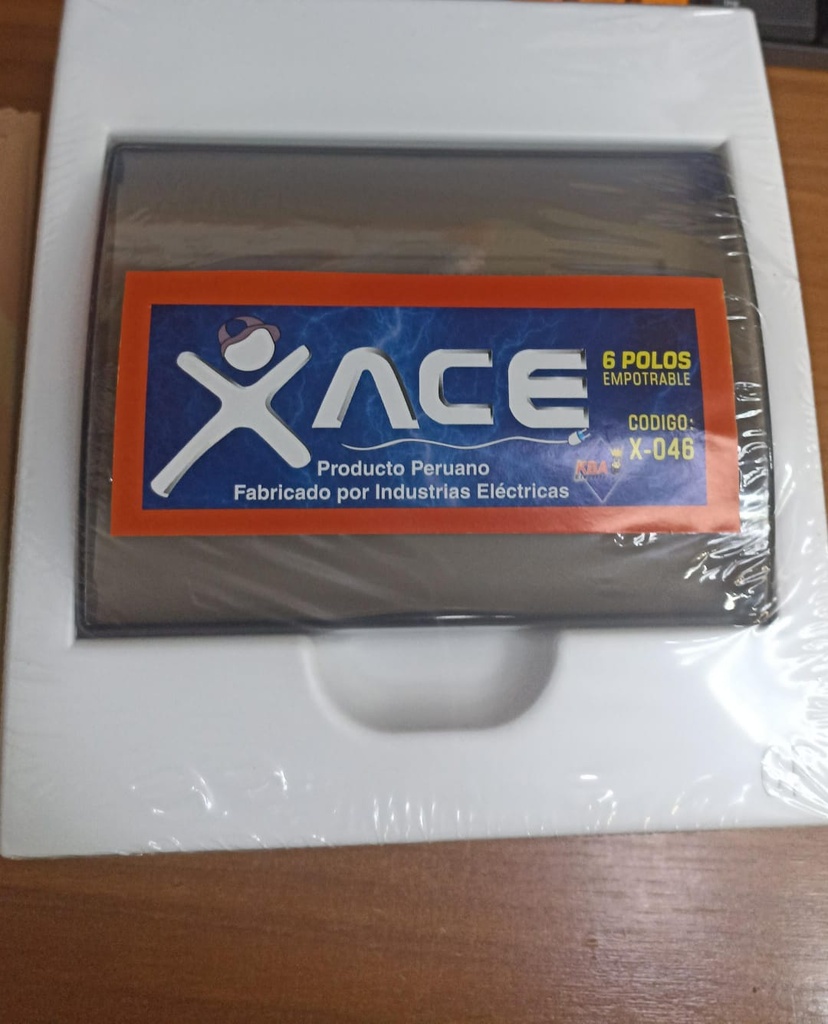 XACE
6 POLOS
EMPOTRABLE
CODIGO:
X-046
Producto Peruano
Fabricado por Industrias Eléctricas